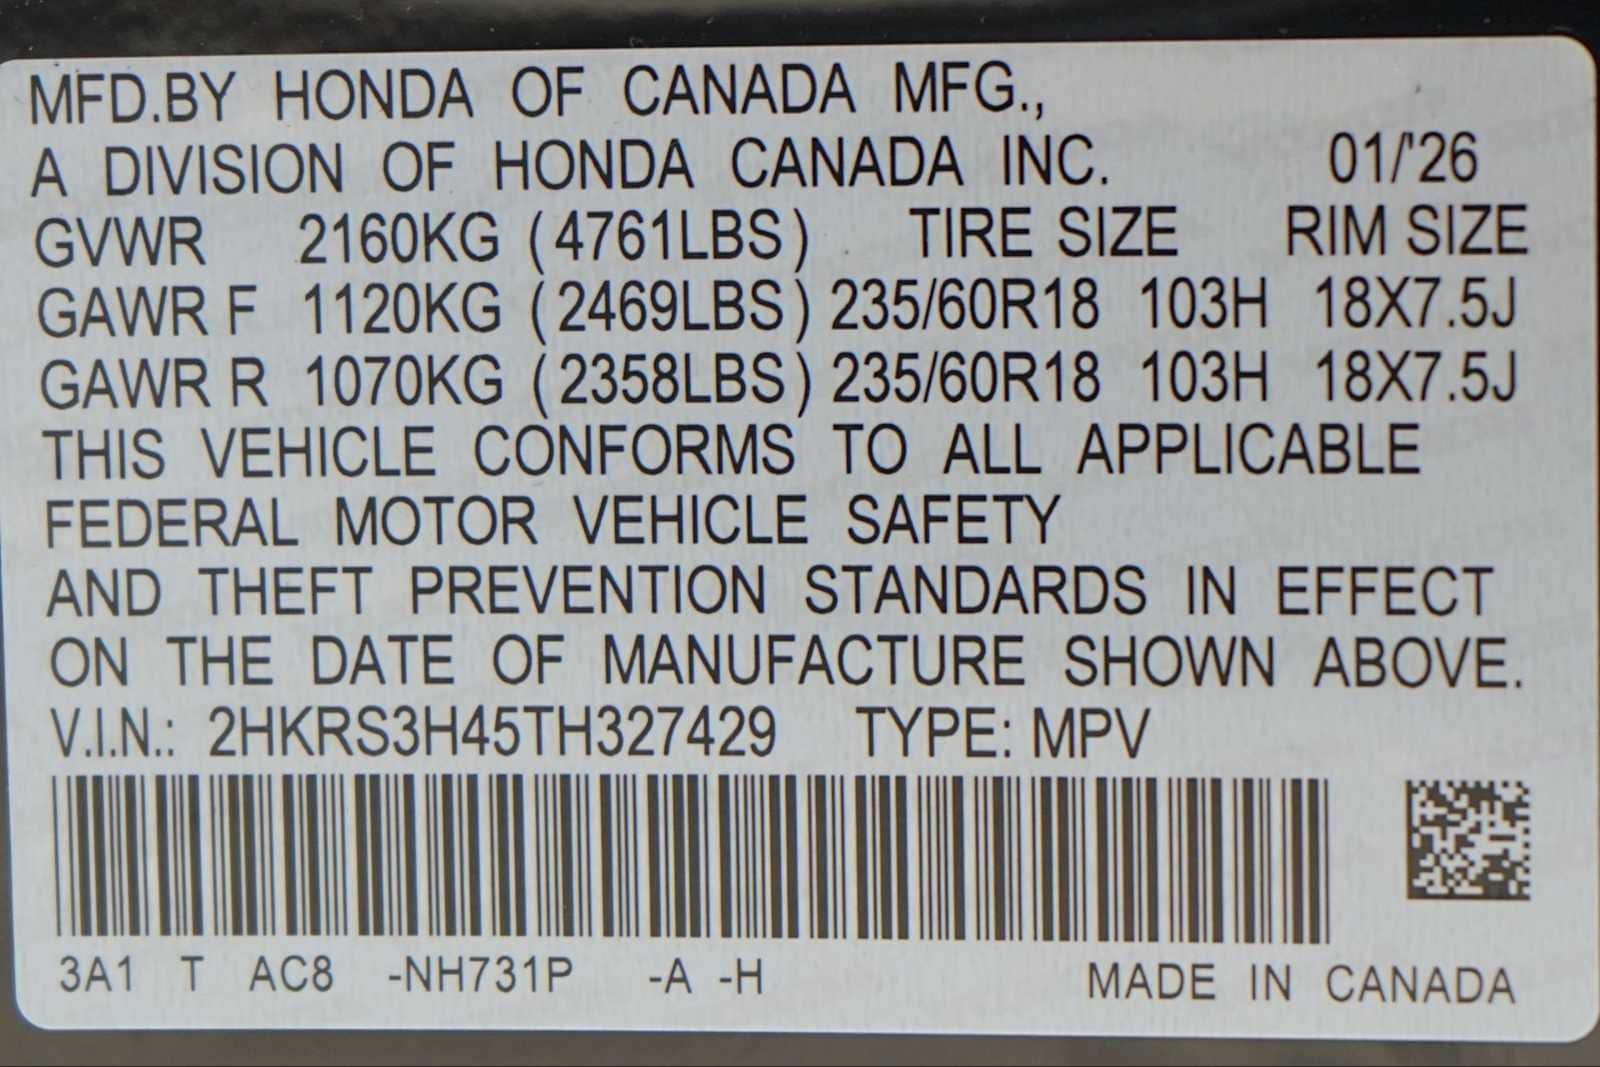 MFD.BY HONDA OF CANADA MFG.,
A DIVISION OF HONDA CANADA INC. 01/'26
GVWR 2160KG (4761LBS) TIRE SIZE RIM SIZE
GAWR F 1120KG (2469LBS) 235/60R18 103H 18X7.5J
GAWR R 1070KG (2358LBS) 235/60R18 103H 18X7.5J
THIS VEHICLE CONFORMS TO ALL APPLICABLE
FEDERAL MOTOR VEHICLE SAFETY
AND THEFT PREVENTION STANDARDS IN EFFECT
ON THE DATE OF MANUFACTURE SHOWN ABOVE.
V.I.N.: 2HKRS3H45TH327429 TYPE: MPV
3A1 T AC8 -NH731P -A -H MADE IN CANADA